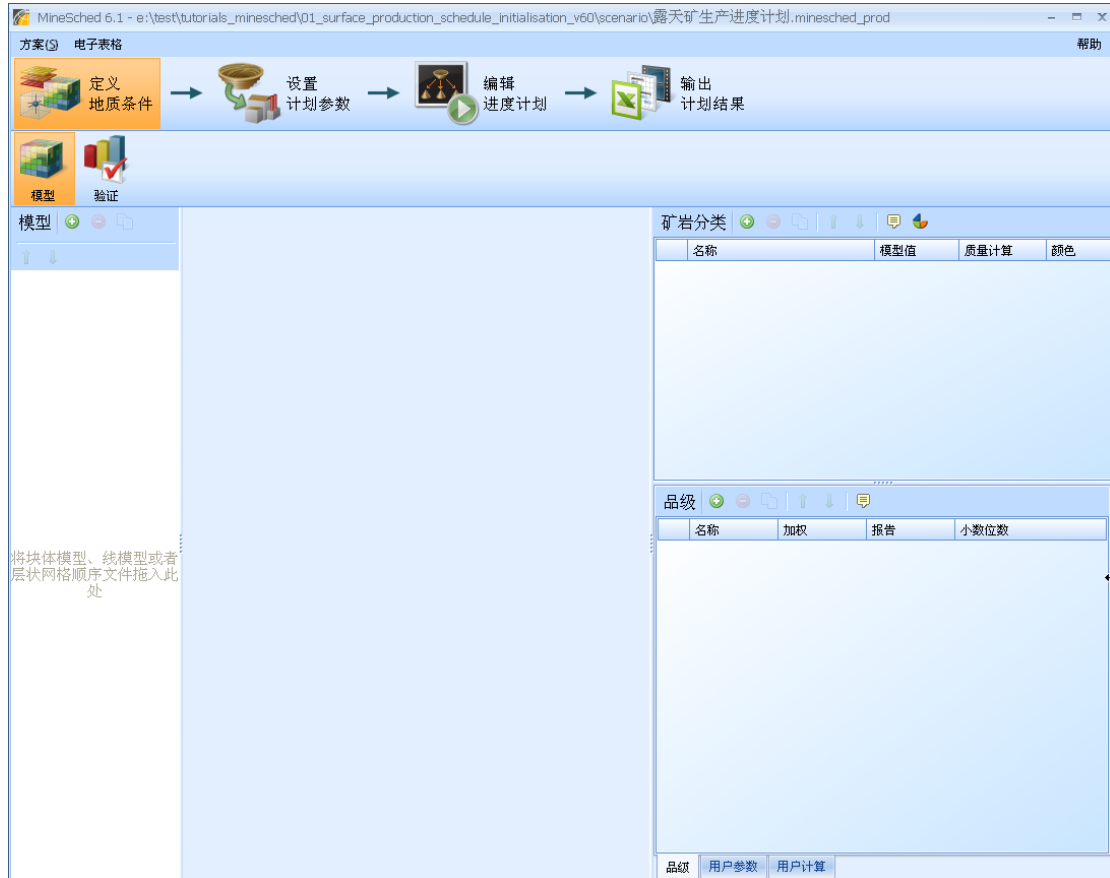 MineSched 6.1 - e:\test\tutorials_minesched\01_surface_production_schedule_initialisation_v60\scenario\露天矿生产进度计划.minesched_prod
方案(S) 电子表格 帮助
定义
地质条件
设置
计划参数
编辑
进度计划
输出
计划结果
模型 验证
模型
矿岩分类
名称 模型值 质量计算 颜色
将块体模型、线模型或者
层状网格顺序文件拖入此
处
品级
名称 加权 报告 小数位数
品级 用户参数 用户计算